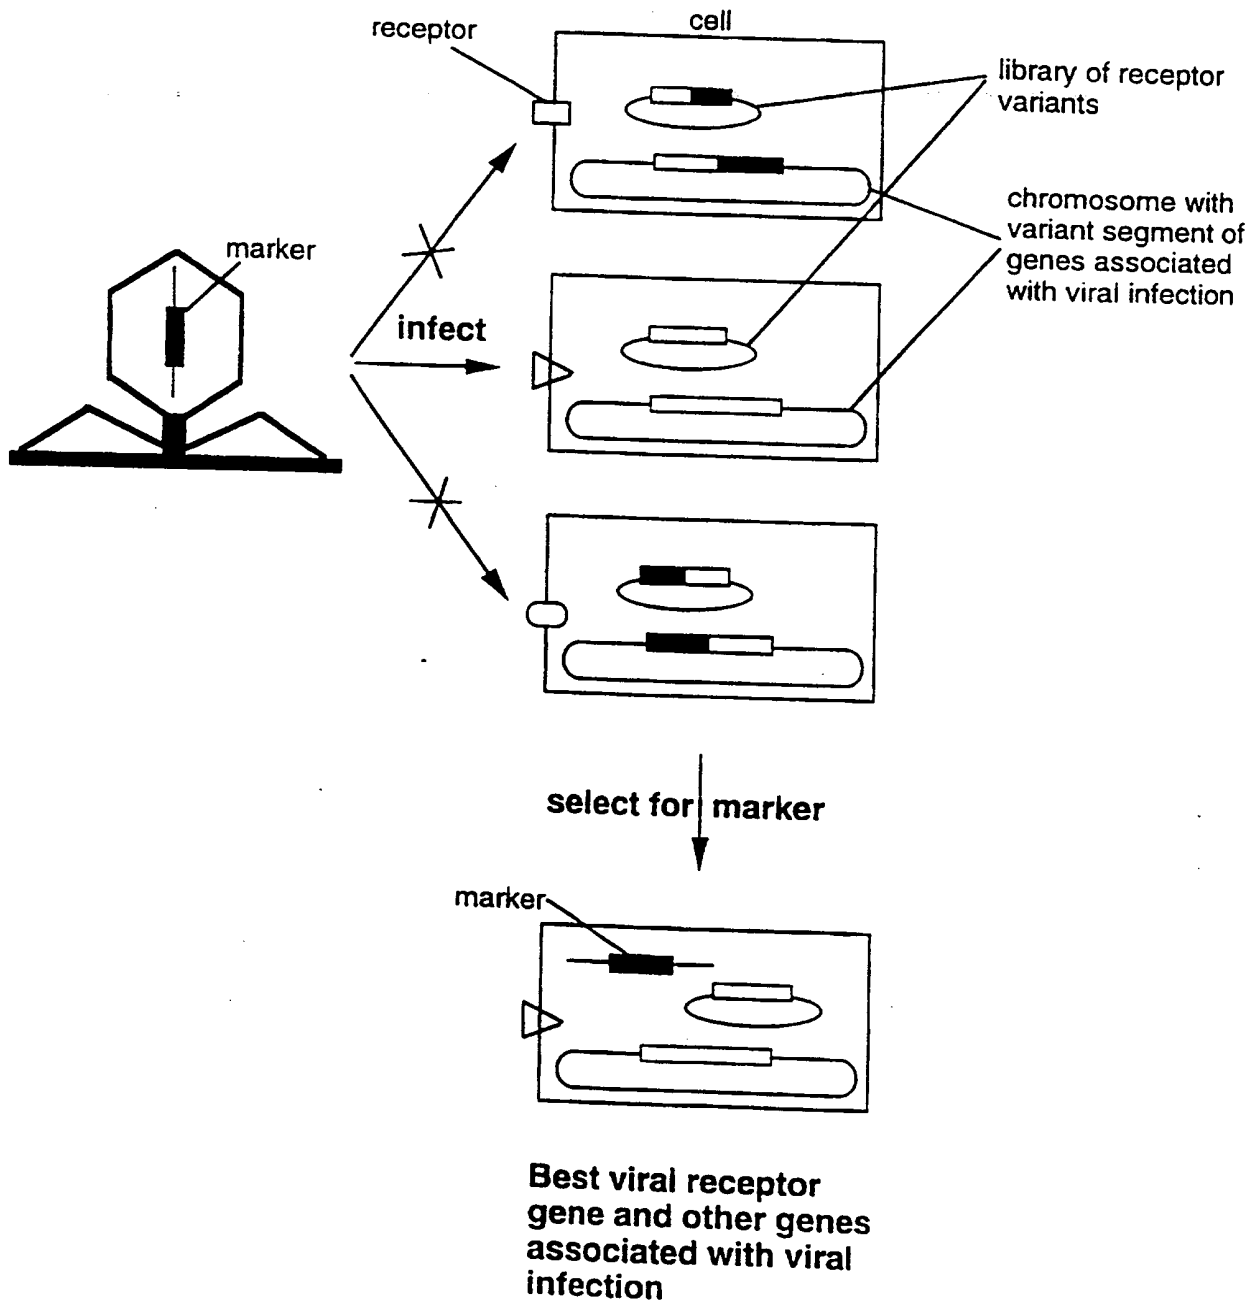 cell
receptor
library of receptor
variants
chromosome with
variant segment of
genes associated
with viral infection
marker
infect
select for marker
marker
Best viral receptor
gene and other genes
associated with viral
infection